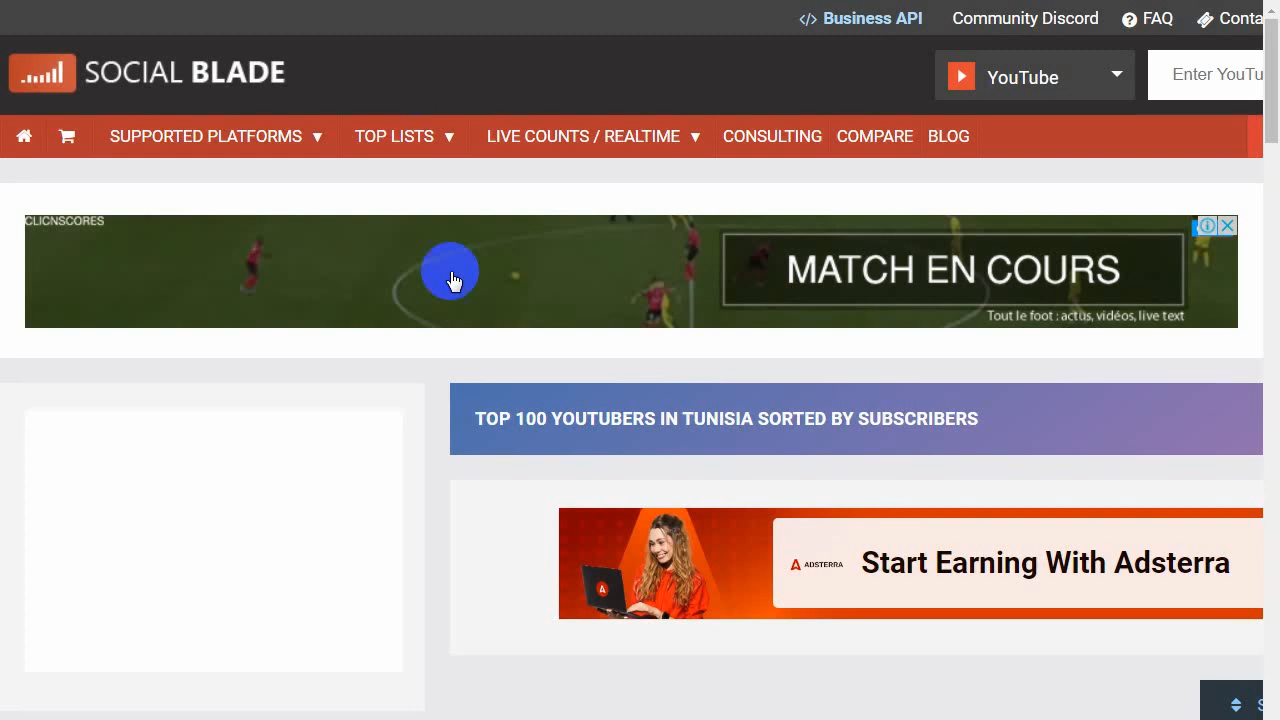 Business API Community Discord FAQ Conta
SOCIAL BLADE
YouTube
Enter YouTu
SUPPORTED PLATFORMS ▼ TOP LISTS ▼ LIVE COUNTS / REALTIME ▼ CONSULTING COMPARE BLOG
CLICNSCORES
MATCH EN COURS
Tout le foot : actus, vidéos, live text
TOP 100 YOUTUBERS IN TUNISIA SORTED BY SUBSCRIBERS
ADSTERRA
Start Earning With Adsterra